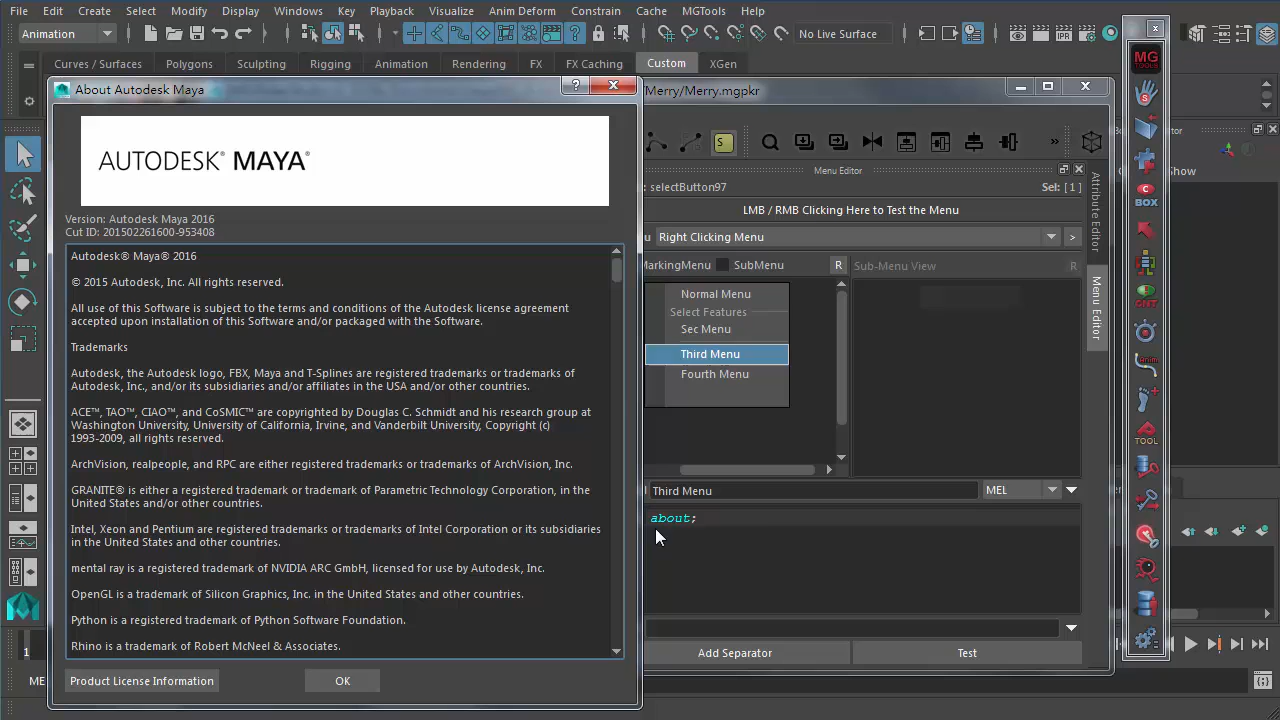 File Edit Create Select Modify Display Windows Key Playback Visualize Anim Deform Constrain Cache MGTools Help
Animation
No Live Surface
IPR
Curves / Surfaces Polygons Sculpting Rigging Animation Rendering FX FX Caching Custom XGen
About Autodesk Maya
?
Merry/Merry.mgpkr
AUTODESK® MAYA®
Version: Autodesk Maya 2016
Cut ID: 201502261600-953408
Autodesk® Maya® 2016
© 2015 Autodesk, Inc. All rights reserved.
All use of this Software is subject to the terms and conditions of the Autodesk license agreement
accepted upon installation of this Software and/or packaged with the Software.
Trademarks
Autodesk, the Autodesk logo, FBX, Maya and T-Splines are registered trademarks or trademarks of
Autodesk, Inc., and/or its subsidiaries and/or affiliates in the USA and/or other countries.
ACE™, TAO™, CIAO™, and CoSMIC™ are copyrighted by Douglas C. Schmidt and his research group at
Washington University, University of California, Irvine, and Vanderbilt University, Copyright (c)
1993-2009, all rights reserved.
ArchVision, realpeople, and RPC are either registered trademarks or trademarks of ArchVision, Inc.
GRANITE® is either a registered trademark or trademark of Parametric Technology Corporation, in the
United States and/or other countries.
Intel, Xeon and Pentium are registered trademarks or trademarks of Intel Corporation or its subsidiaries
in the United States and other countries.
mental ray is a registered trademark of NVIDIA ARC GmbH, licensed for use by Autodesk, Inc.
OpenGL is a trademark of Silicon Graphics, Inc. in the United States and other countries.
Python is a registered trademark of Python Software Foundation.
Rhino is a trademark of Robert McNeel & Associates.
Product License Information
OK
S
Menu Editor
: selectButton97
Sel: [ 1 ]
LMB / RMB Clicking Here to Test the Menu
Right Clicking Menu
>
SubMenu
R
Sub-Menu View
R
Normal Menu
Select Features
Sec Menu
Third Menu
Fourth Menu
Third Menu
MEL
about;
Add Separator
Test
Attribute Editor
Menu Editor
MG
TOOLS
S
C
BOX
CNT
Anim
TOOL
Show
1